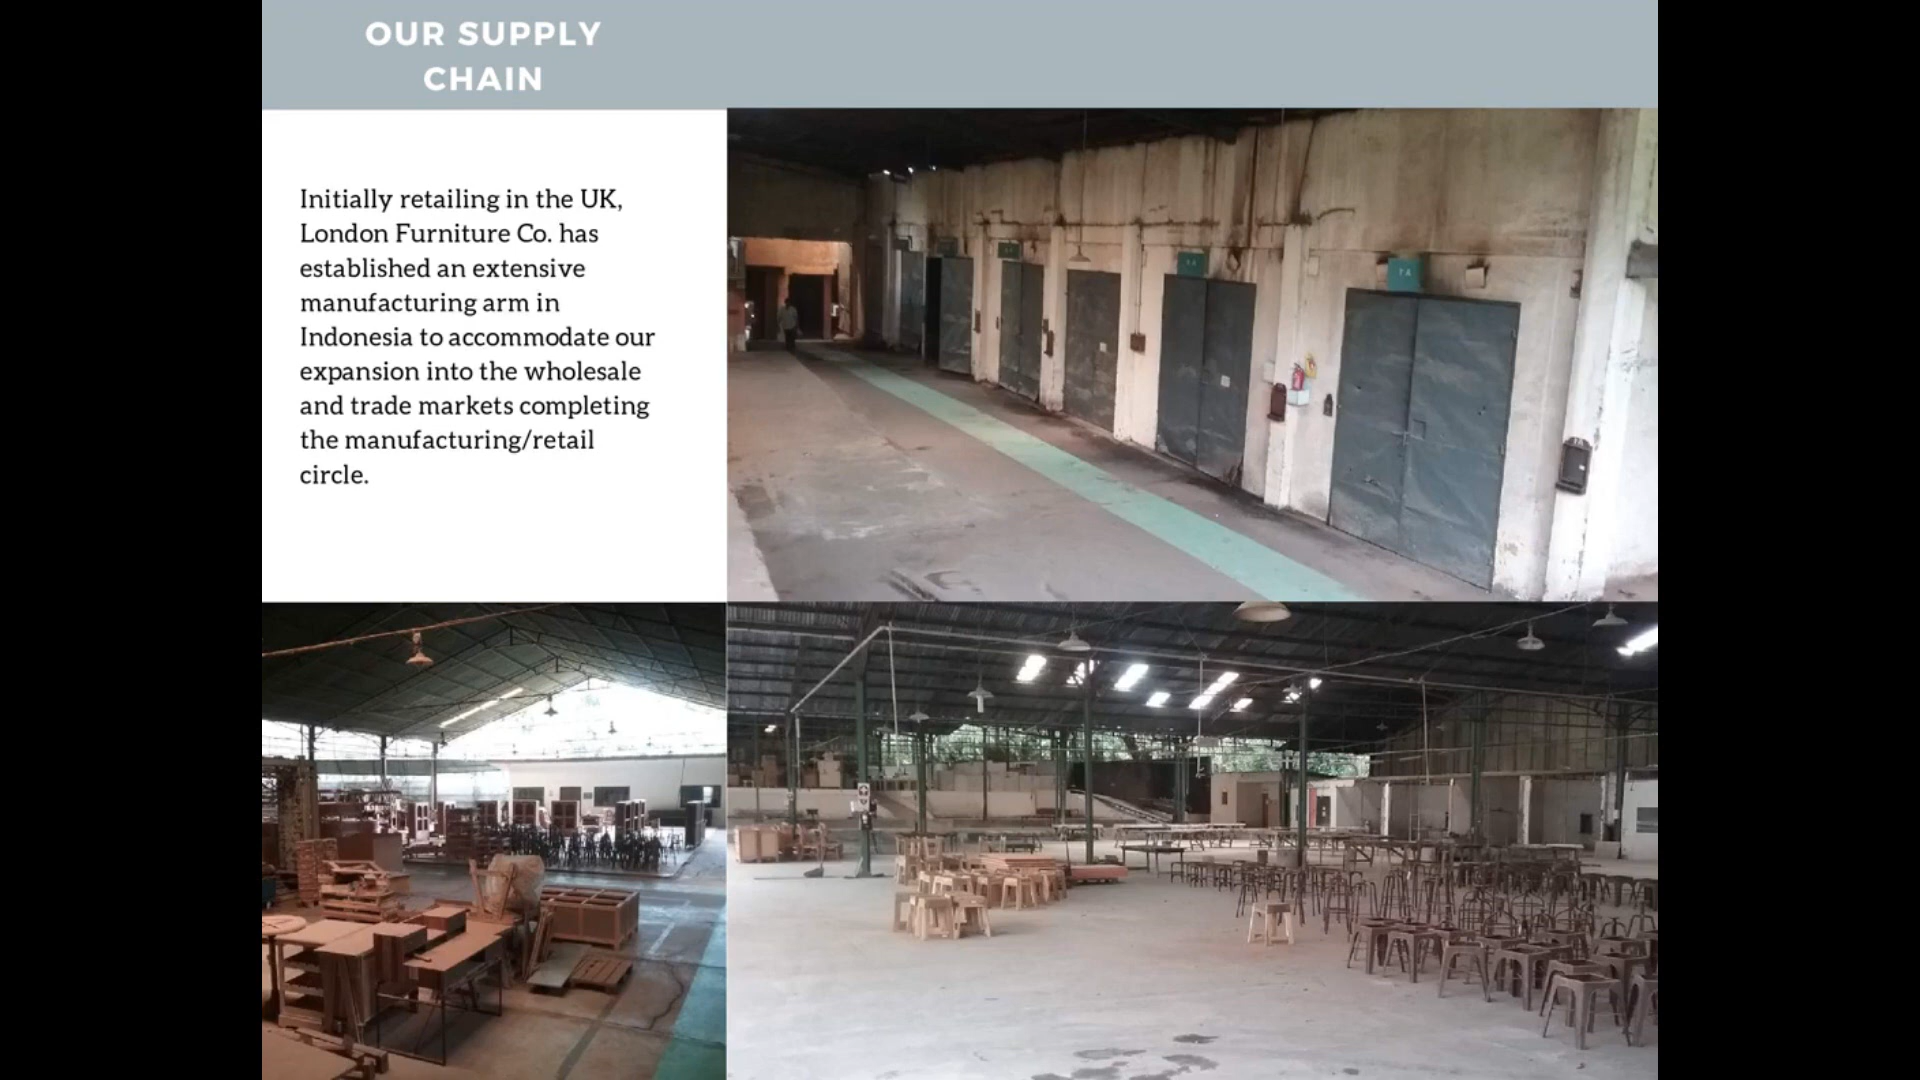 OUR SUPPLY
CHAIN
Initially retailing in the UK,
London Furniture Co. has
established an extensive
manufacturing arm in
Indonesia to accommodate our
expansion into the wholesale
and trade markets completing
the manufacturing/retail
circle.